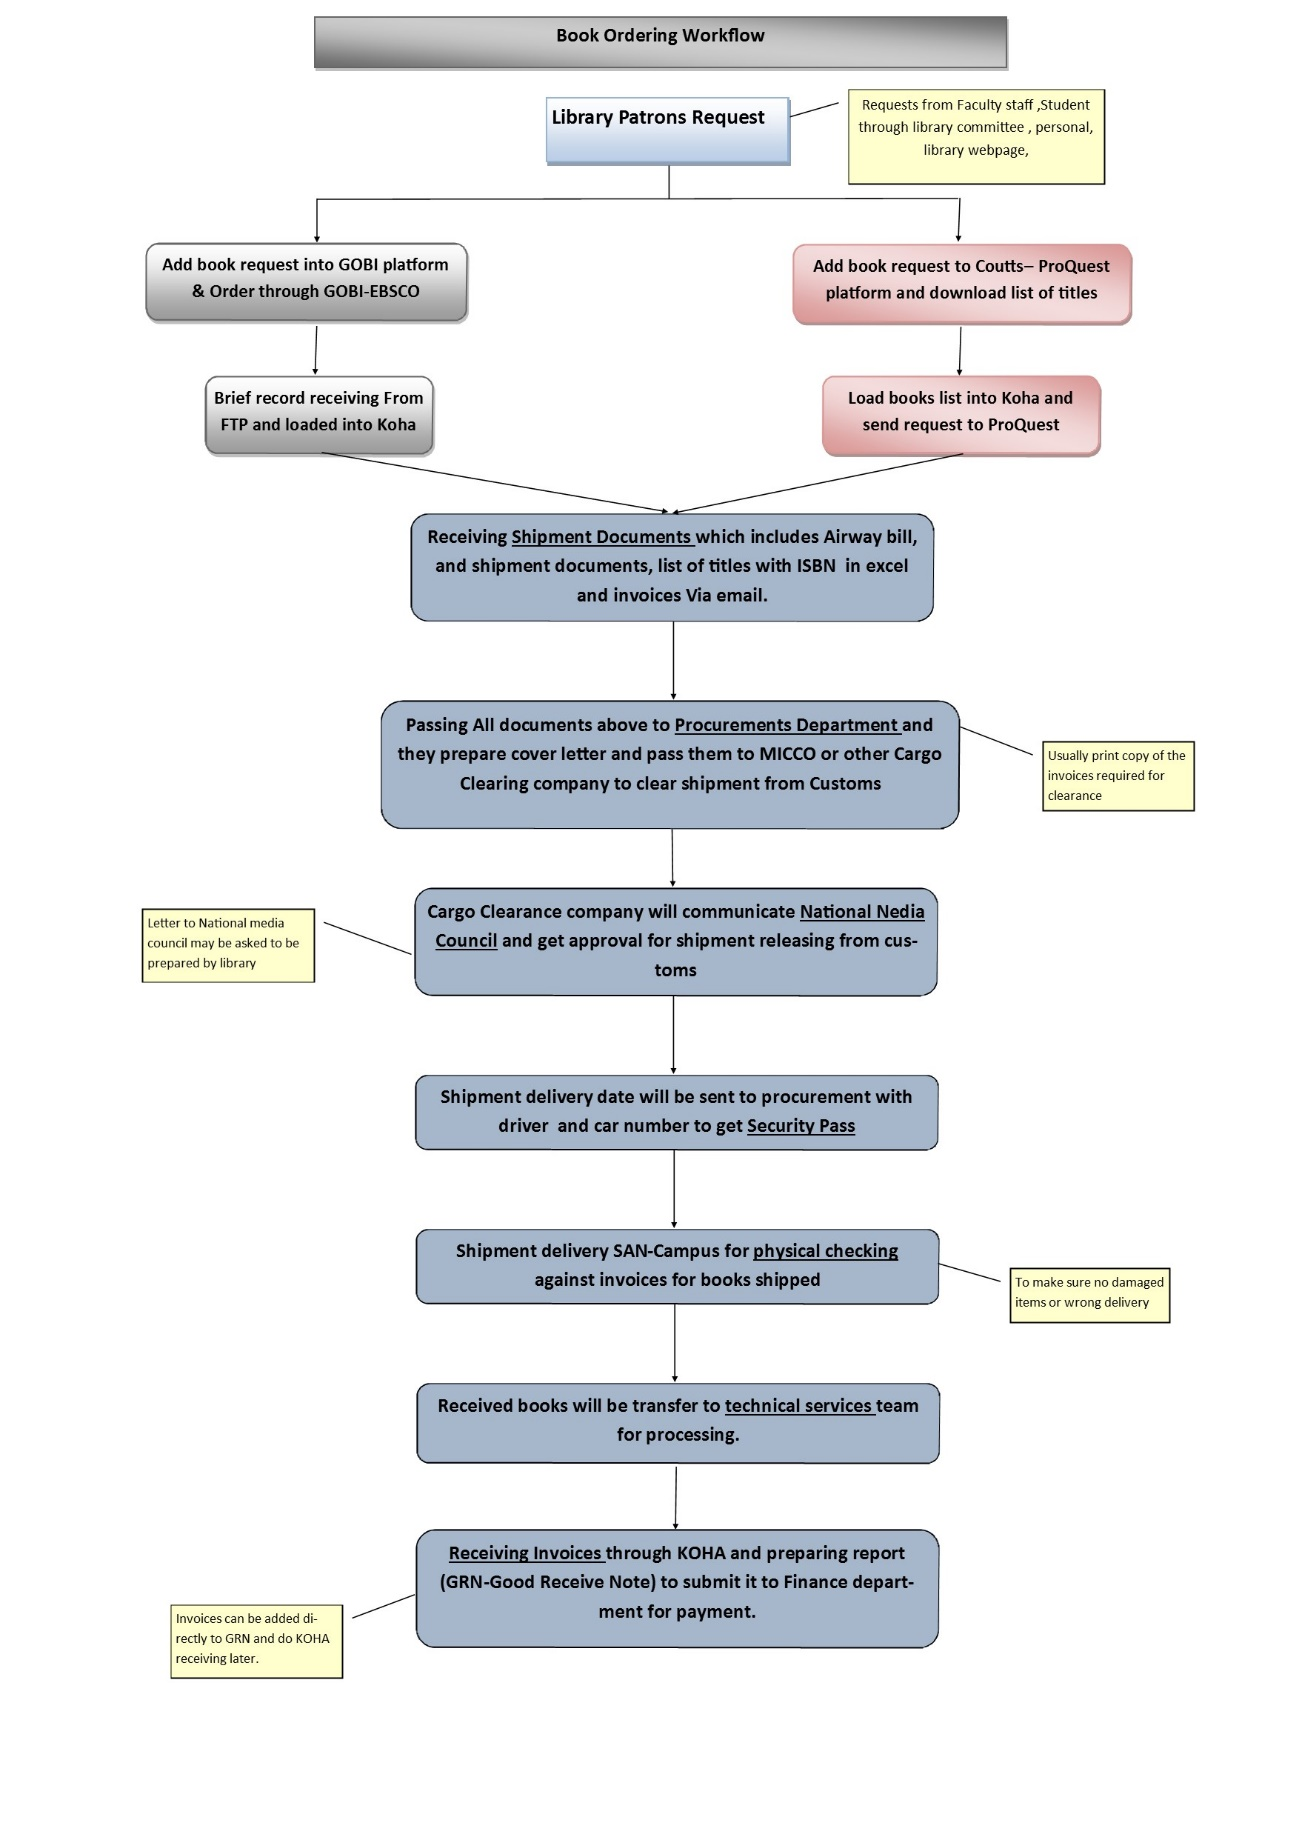 Book Ordering Workflow
Library Patrons Request
Requests from Faculty staff ,Student
through library committee , personal,
library webpage,
Add book request into GOBI platform
& Order through GOBI-EBSCO
Add book request to Coutts– ProQuest
platform and download list of titles
Brief record receiving From
FTP and loaded into Koha
Load books list into Koha and
send request to ProQuest
Receiving Shipment Documents which includes Airway bill,
and shipment documents, list of titles with ISBN  in excel
and invoices Via email.
Passing All documents above to Procurements Department and
they prepare cover letter and pass them to MICCO or other Cargo
Clearing company to clear shipment from Customs
Usually print copy of the
invoices required for
clearance
Cargo Clearance company will communicate National Nedia
Council and get approval for shipment releasing from cus-
toms
Letter to National media
council may be asked to be
prepared by library
Shipment delivery date will be sent to procurement with
driver  and car number to get Security Pass
Shipment delivery SAN-Campus for physical checking
against invoices for books shipped
To make sure no damaged
items or wrong delivery
Received books will be transfer to technical services team
for processing.
Receiving Invoices through KOHA and preparing report
(GRN-Good Receive Note) to submit it to Finance depart-
ment for payment.
Invoices can be added di-
rectly to GRN and do KOHA
receiving later.